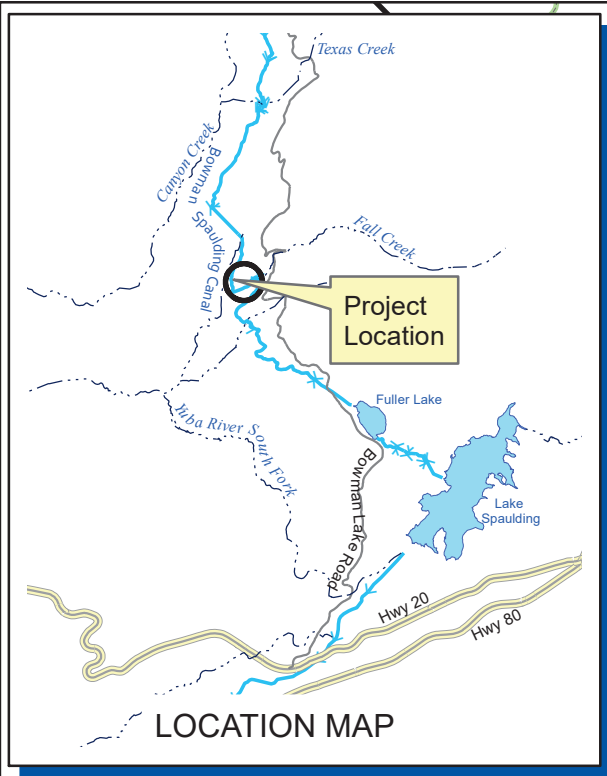 Texas Creek
Canyon Creek
Bowman
Spaulding Canal
Fall Creek
Project
Location
Fuller Lake
Yuba River South Fork
Bowman Lake Road
Lake
Spaulding
Hwy 20
Hwy 80
LOCATION MAP